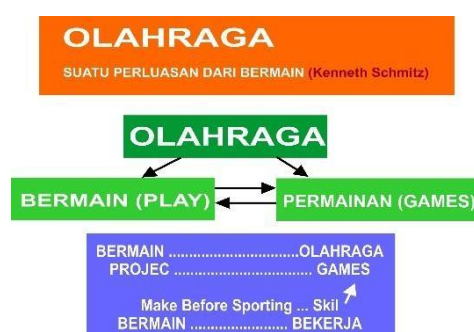 OLAHRAGA
SUATU PERLUASAN DARI BERMAIN (Kenneth Schmitz)
OLAHRAGA
BERMAIN (PLAY)
PERMAINAN (GAMES)
BERMAIN ..............................OLAHRAGA
PROJEC ................................ GAMES
Make Before Sporting ... Skil
BERMAIN ....................... BEKERJA